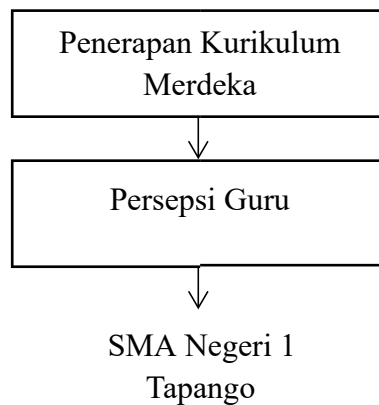 Penerapan Kurikulum
Merdeka
Persepsi Guru
SMA Negeri 1
Tapango